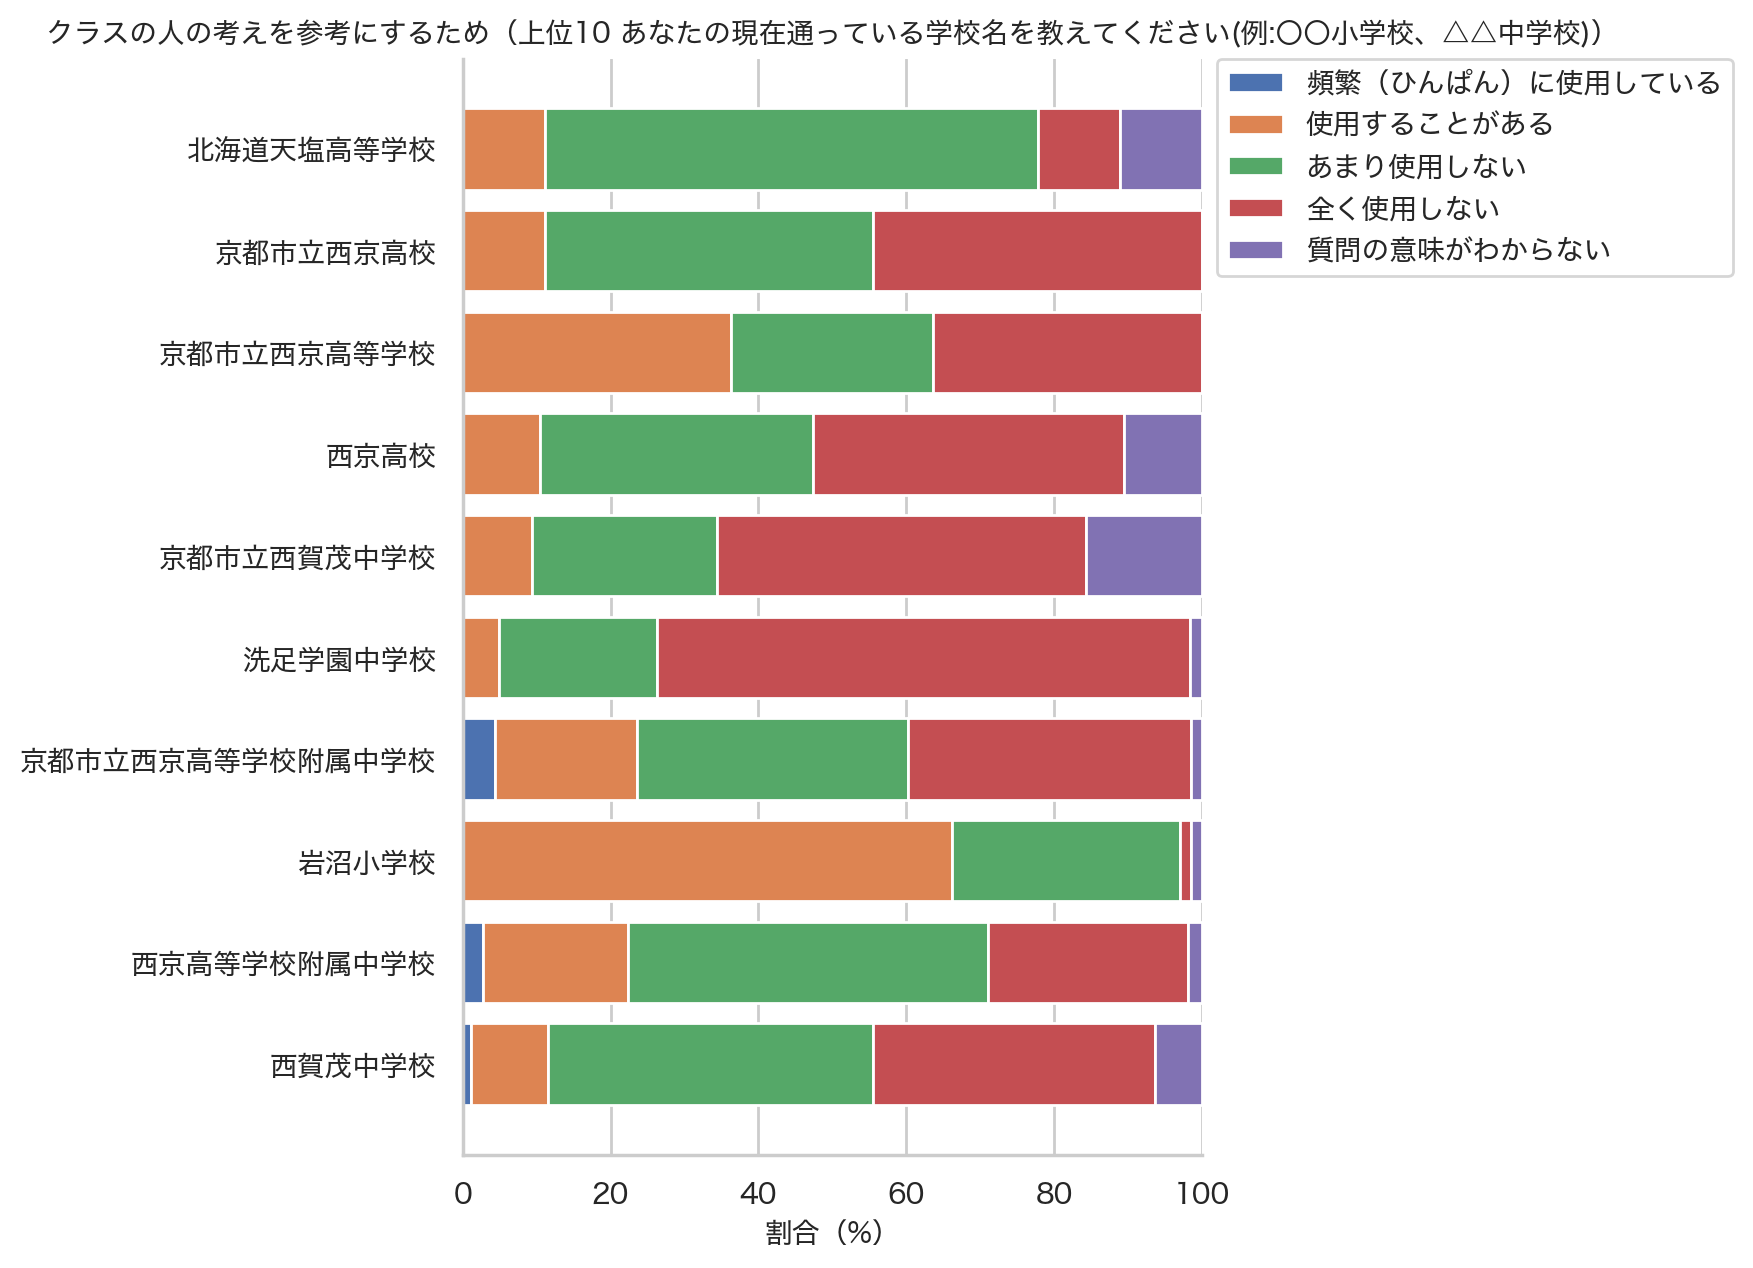 クラスの人の考えを参考にするため（上位10 あなたの現在通っている学校名を教えてください(例:〇〇小学校、△△中学校)）
頻繁（ひんぱん）に使用している
使用することがある
あまり使用しない
全く使用しない
質問の意味がわからない
北海道天塩高等学校
京都市立西京高校
京都市立西京高等学校
西京高校
京都市立西賀茂中学校
洗足学園中学校
京都市立西京高等学校附属中学校
岩沼小学校
西京高等学校附属中学校
西賀茂中学校
0 20 40 60 80 100
割合（%）